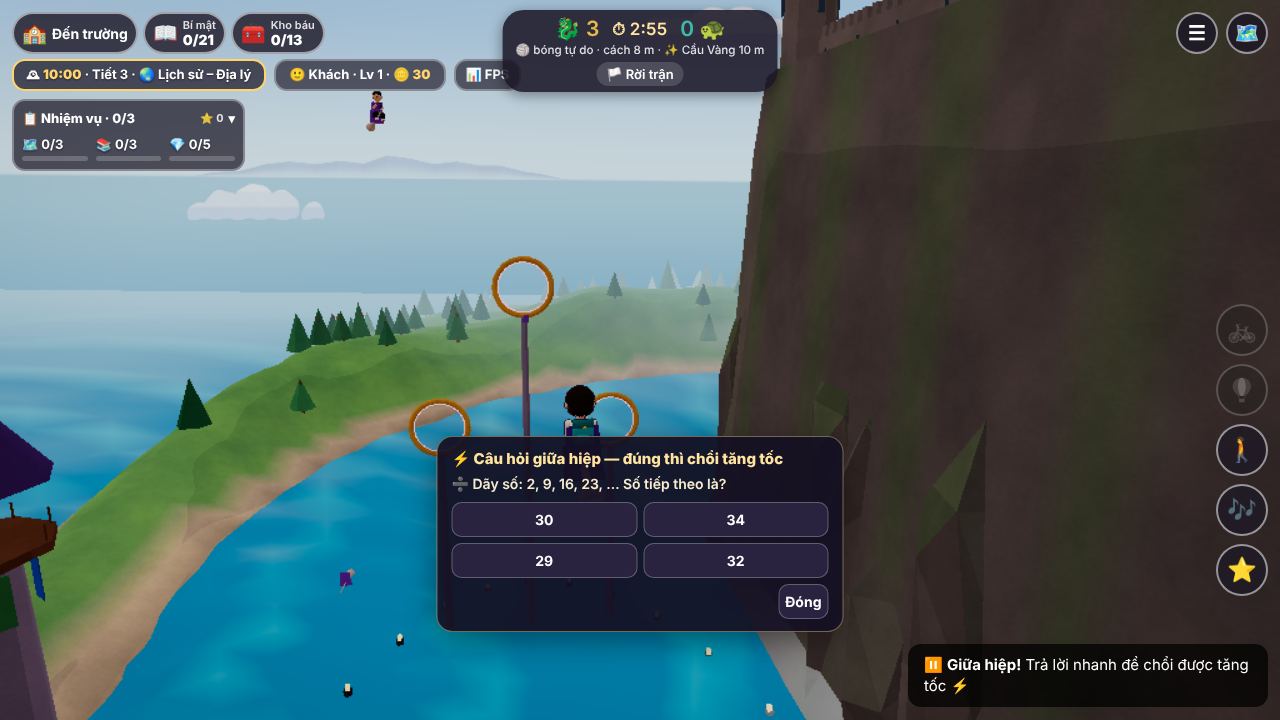 Đến trường
Bí mật
0/21
Kho báu
0/13
3
2:55
0
bóng tự do · cách 8 m · ✨ Cầu Vàng 10 m
Rời trận
10:00 · Tiết 3 · Lịch sử – Địa lý
Khách · Lv 1 · 30
FPS
Nhiệm vụ · 0/3
0 ▾
0/3
0/3
0/5
⚡ Câu hỏi giữa hiệp — đúng thì chổi tăng tốc
➗ Dãy số: 2, 9, 16, 23, … Số tiếp theo là?
30
34
29
32
Đóng
⏸ Giữa hiệp! Trả lời nhanh để chổi được tăng
tốc ⚡